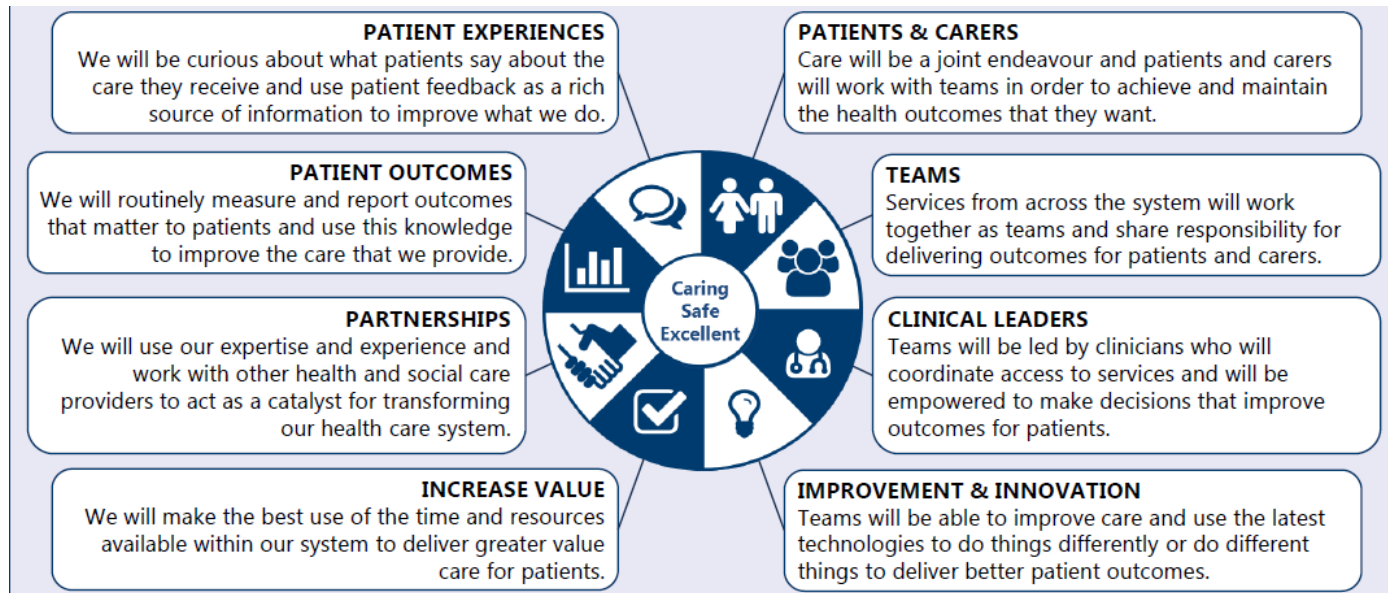 PATIENT EXPERIENCES
We will be curious about what patients say about the
care they receive and use patient feedback as a rich
source of information to improve what we do.
PATIENT OUTCOMES
We will routinely measure and report outcomes
that matter to patients and use this knowledge
to improve the care that we provide.
PARTNERSHIPS
We will use our expertise and experience and
work with other health and social care
providers to act as a catalyst for transforming
our health care system.
INCREASE VALUE
We will make the best use of the time and resources
available within our system to deliver greater value
care for patients.
Caring
Safe
Excellent
PATIENTS & CARERS
Care will be a joint endeavour and patients and carers
will work with teams in order to achieve and maintain
the health outcomes that they want.
TEAMS
Services from across the system will work
together as teams and share responsibility for
delivering outcomes for patients and carers.
CLINICAL LEADERS
Teams will be led by clinicians who will
coordinate access to services and will be
empowered to make decisions that improve
outcomes for patients.
IMPROVEMENT & INNOVATION
Teams will be able to improve care and use the latest
technologies to do things differently or do different
things to deliver better patient outcomes.